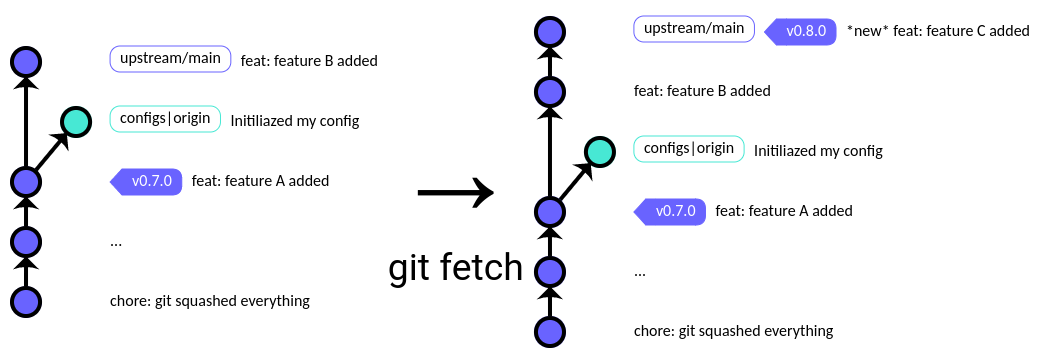 upstream/main feat: feature B added
configs|origin Initiliazed my config
v0.7.0 feat: feature A added
...
chore: git squashed everything
git fetch
upstream/main v0.8.0 *new* feat: feature C added
feat: feature B added
configs|origin Initiliazed my config
v0.7.0 feat: feature A added
...
chore: git squashed everything